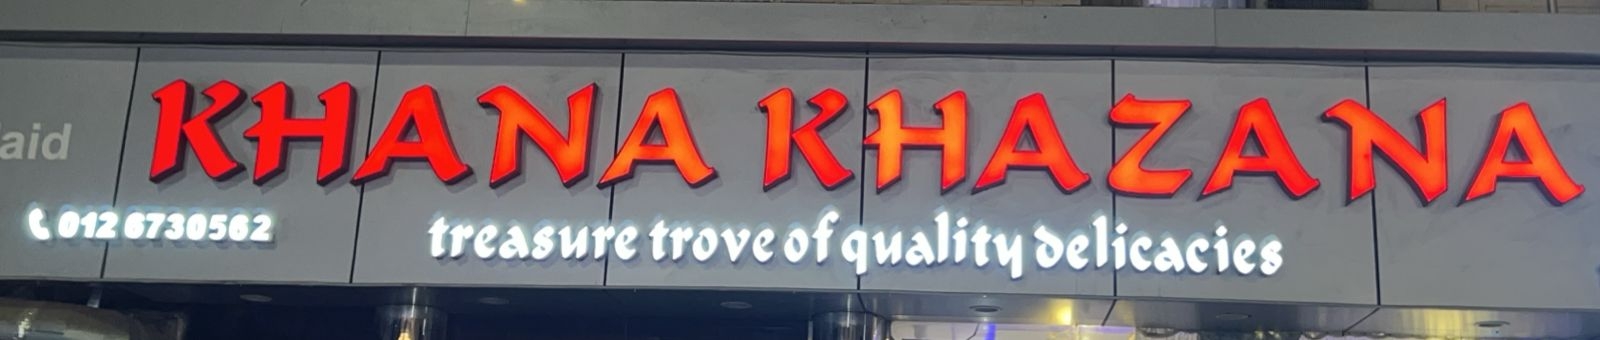 KHANA KHAZANA
aid
012 6730562
treasure trove of quality delicacies